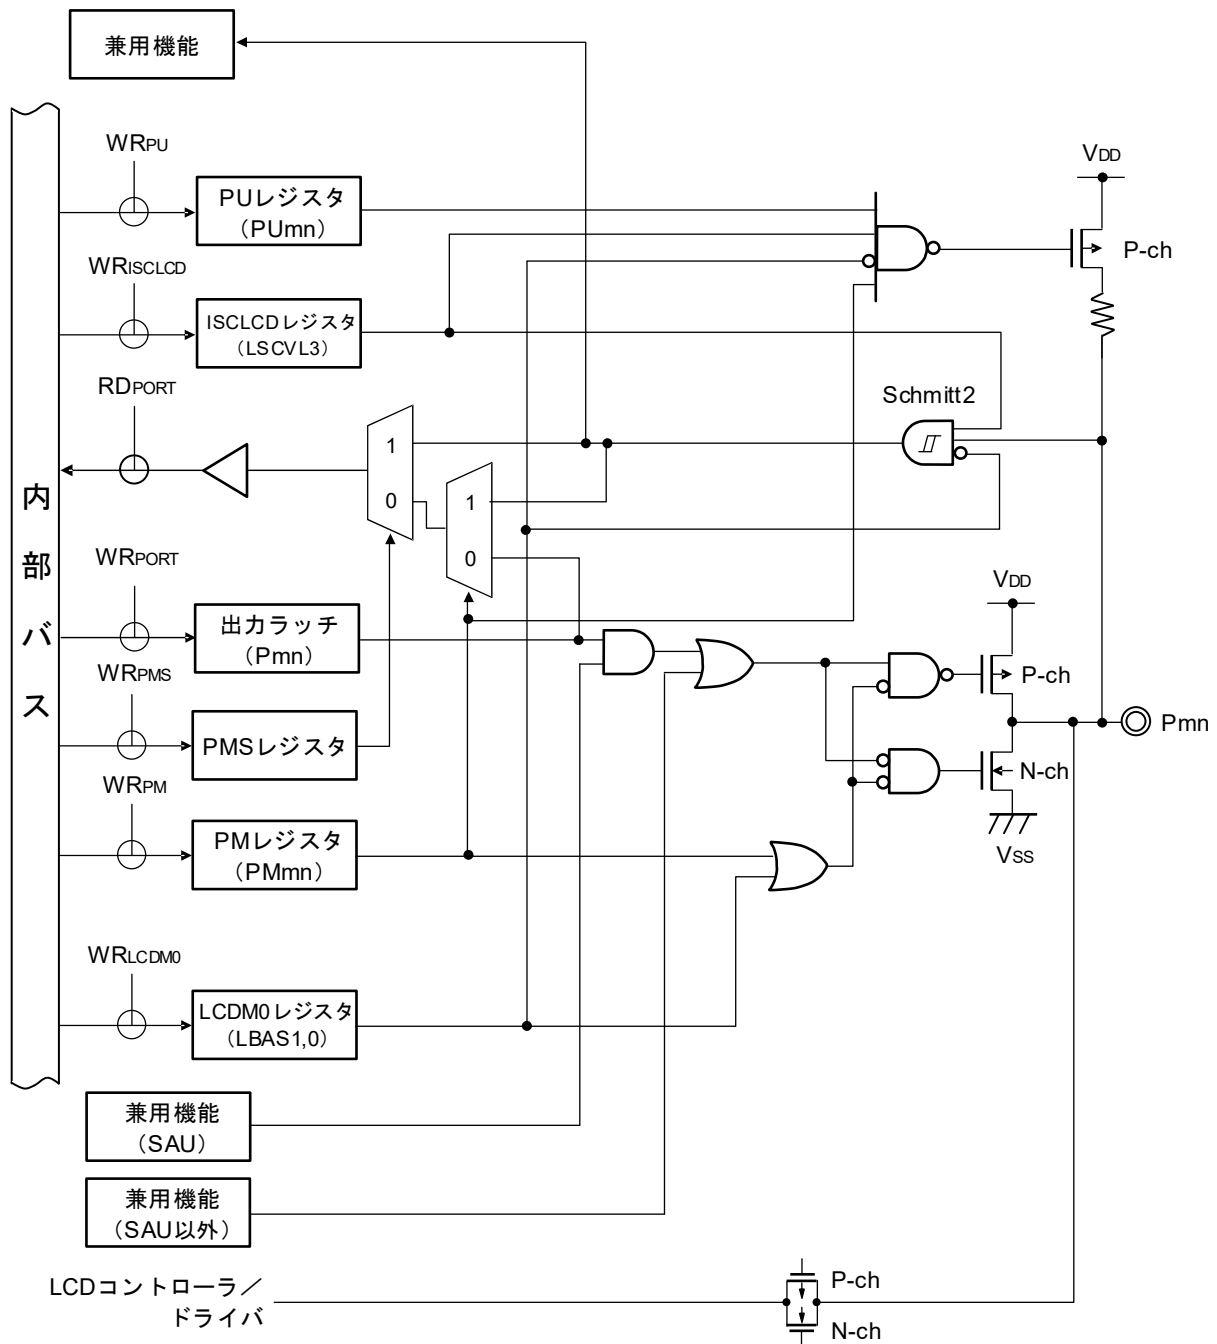 兼用機能
WRPU
PUレジスタ
(PUmn)
VDD
P-ch
WRISCLCD
ISCLCDレジスタ
(LSCVL3)
RDPORT
Schmitt2
1
0
1
0
内部バス
WRPORT
出力ラッチ
(Pmn)
VDD
P-ch
Pmn
WRPMS
PMSレジスタ
N-ch
VSS
WRPM
PMレジスタ
(PMmn)
WRLCDM0
LCDM0レジスタ
(LBAS1,0)
兼用機能
(SAU)
兼用機能
(SAU以外)
LCDコントローラ／
ドライバ
P-ch
N-ch